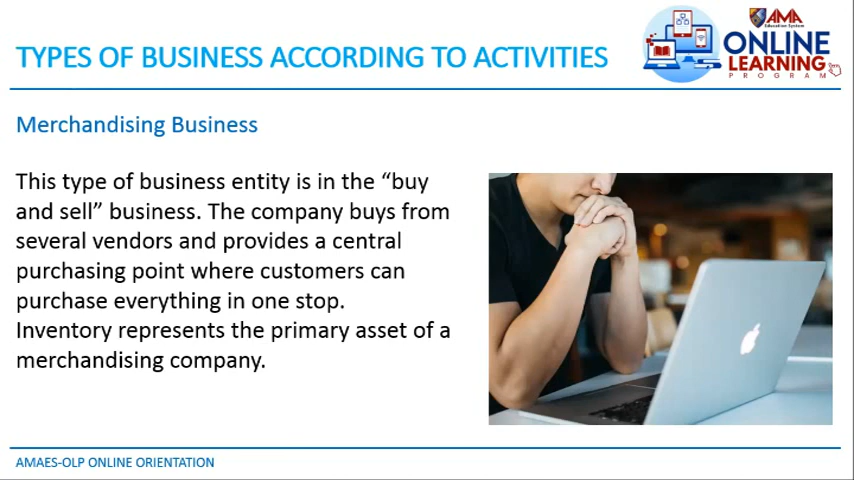 TYPES OF BUSINESS ACCORDING TO ACTIVITIES
AMA
Education System
ONLINE
LEARNING
PROGRAM
Merchandising Business
This type of business entity is in the “buy
and sell” business. The company buys from
several vendors and provides a central
purchasing point where customers can
purchase everything in one stop.
Inventory represents the primary asset of a
merchandising company.
AMAES-OLP ONLINE ORIENTATION